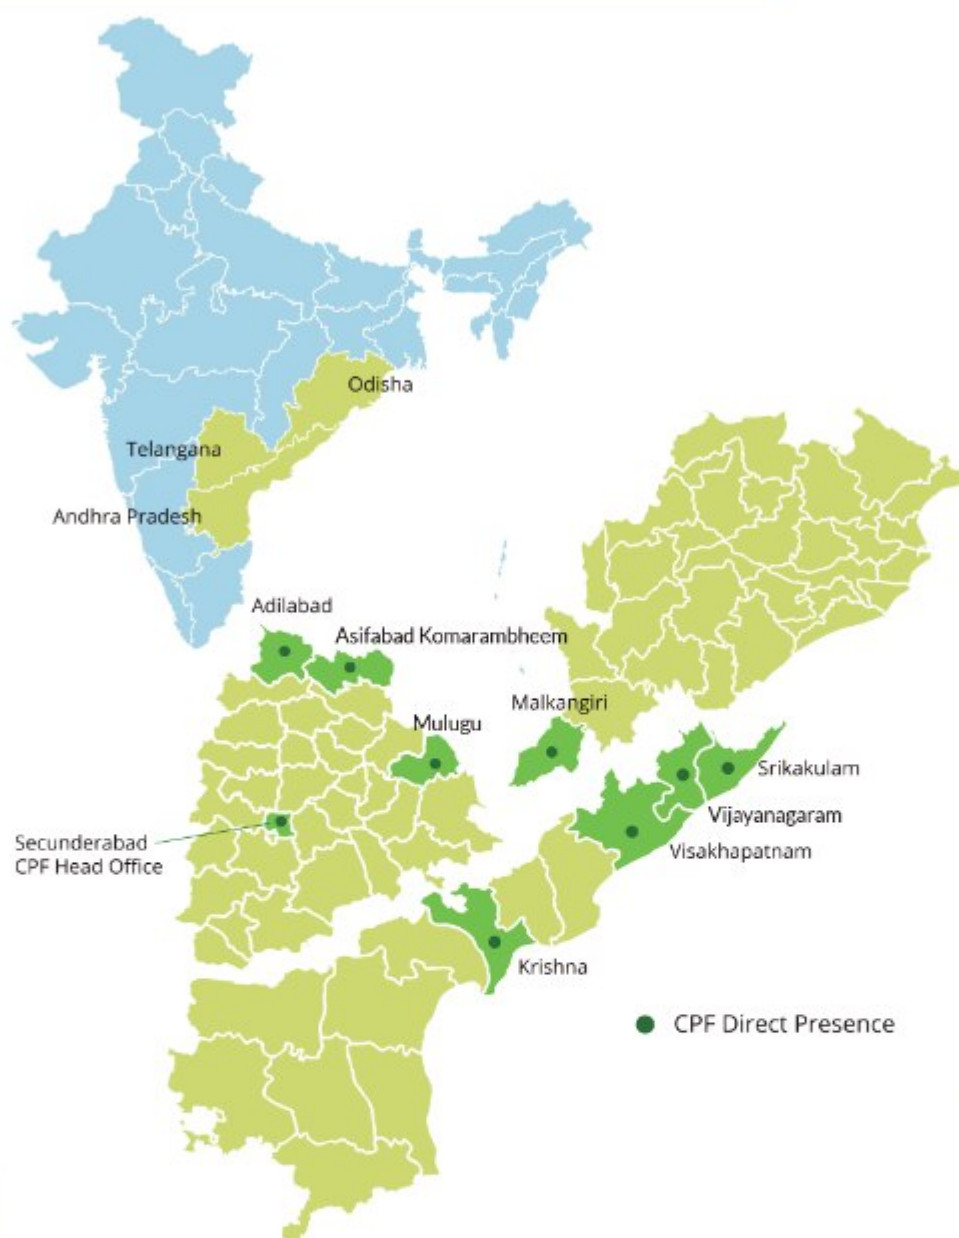 Odisha
Telangana
Andhra Pradesh
Adilabad
Asifabad Komarambheem
Malkangiri
Mulugu
Srikakulam
Vijayanagaram
Secunderabad
CPF Head Office
Visakhapatnam
Krishna
CPF Direct Presence